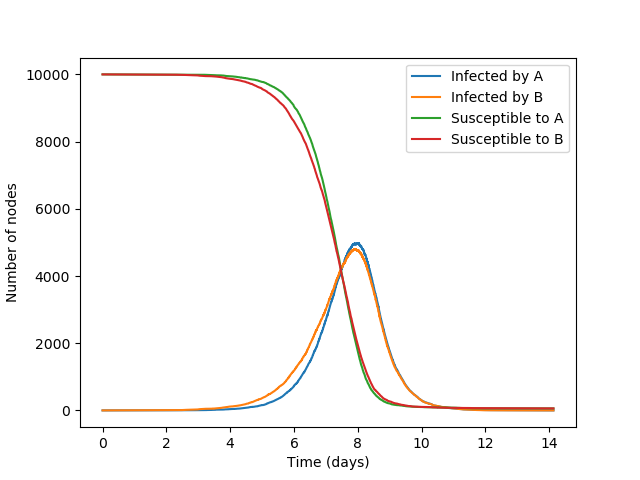 10000
8000
6000
4000
2000
0
Number of nodes
Infected by A
Infected by B
Susceptible to A
Susceptible to B
0 2 4 6 8 10 12 14
Time (days)